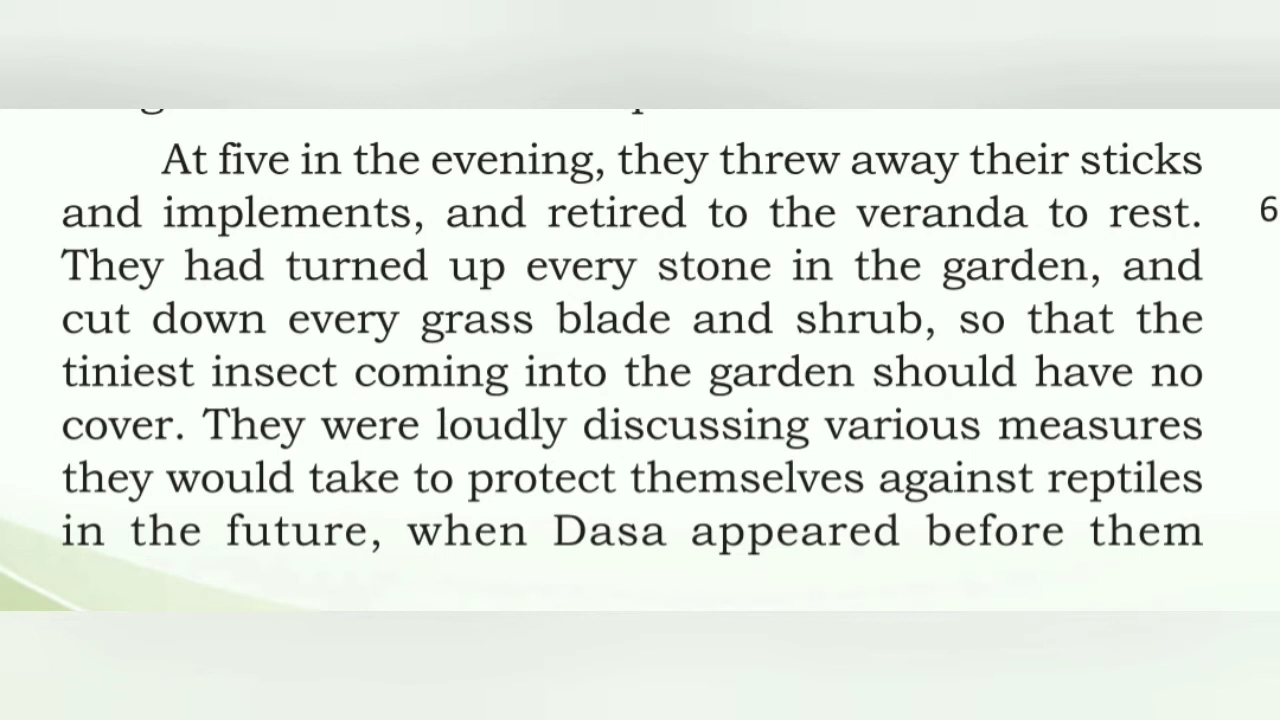 At five in the evening, they threw away their sticks
and implements, and retired to the veranda to rest.
They had turned up every stone in the garden, and
cut down every grass blade and shrub, so that the
tiniest insect coming into the garden should have no
cover. They were loudly discussing various measures
they would take to protect themselves against reptiles
in the future, when Dasa appeared before them
6